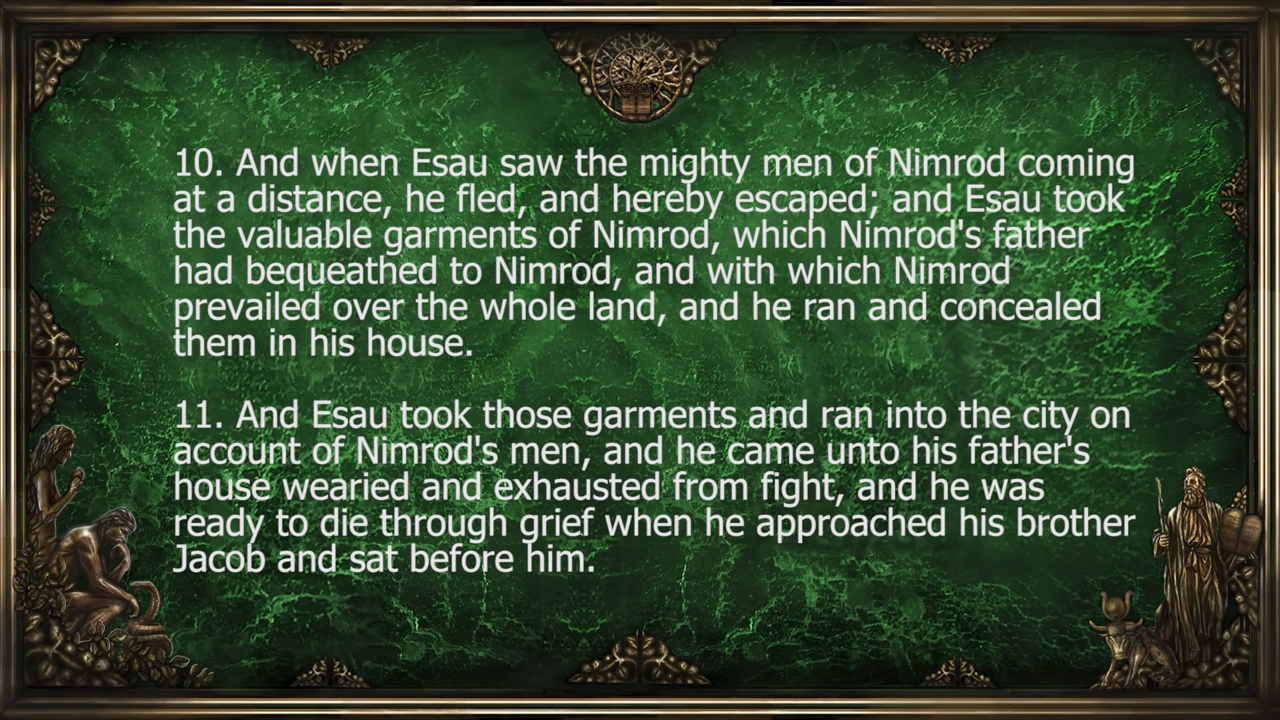 10. And when Esau saw the mighty men of Nimrod coming
at a distance, he fled, and hereby escaped; and Esau took
the valuable garments of Nimrod, which Nimrod's father
had bequeathed to Nimrod, and with which Nimrod
prevailed over the whole land, and he ran and concealed
them in his house.
11. And Esau took those garments and ran into the city on
account of Nimrod's men, and he came unto his father's
house wearied and exhausted from fight, and he was
ready to die through grief when he approached his brother
Jacob and sat before him.